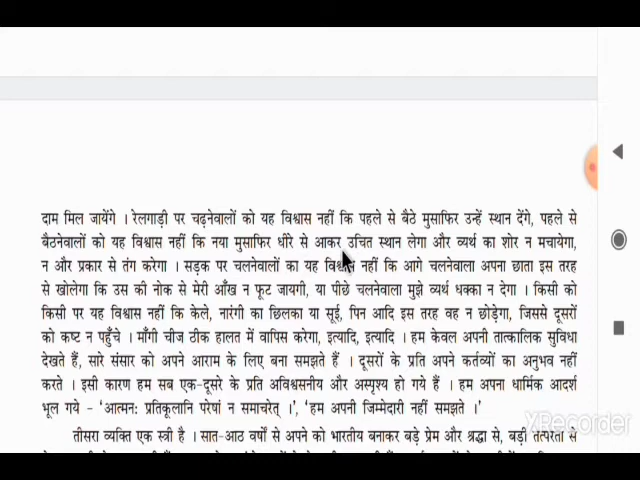 दाम मिल जायेंगे । रेलगाड़ी पर चढ़नेवालों को यह विश्वास नहीं कि पहले से बैठे मुसाफिर उन्हें स्थान देंगे, पहले से
बैठनेवालों को यह विश्वास नहीं कि नया मुसाफिर धीरे से आकर उचित स्थान लेगा और व्यर्थ का शोर न मचायेगा,
न और प्रकार से तंग करेगा । सड़क पर चलनेवालों का यह विश्वास नहीं कि आगे चलनेवाला अपना छाता इस तरह
से खोलेगा कि उस की नोक से मेरी आँख न फूट जायगी, या पीछे चलनेवाला मुझे व्यर्थ धक्का न देगा । किसी को
किसी पर यह विश्वास नहीं कि केले, नारंगी का छिलका या सूई, पिन आदि इस तरह वह न छोड़ेगा, जिससे दूसरों
को कष्ट न पहुँचे । माँगी चीज ठीक हालत में वापिस करेगा, इत्यादि, इत्यादि । हम केवल अपनी तात्कालिक सुविधा
देखते हैं, सारे संसार को अपने आराम के लिए बना समझते हैं । दूसरों के प्रति अपने कर्तव्यों का अनुभव नहीं
करते । इसी कारण हम सब एक-दूसरे के प्रति अविश्वसनीय और अस्पृश्य हो गये हैं । हम अपना धार्मिक आदर्श
भूल गये – ‘आत्मन: प्रतिकूलानि परेषां न समाचरेत् ।’, ‘हम अपनी जिम्मेदारी नहीं समझते ।’
तीसरा व्यक्ति एक स्त्री है । सात-आठ वर्षों से अपने को भारतीय बनाकर बड़े प्रेम और श्रद्धा से, बड़ी तत्परता से
XRecorder